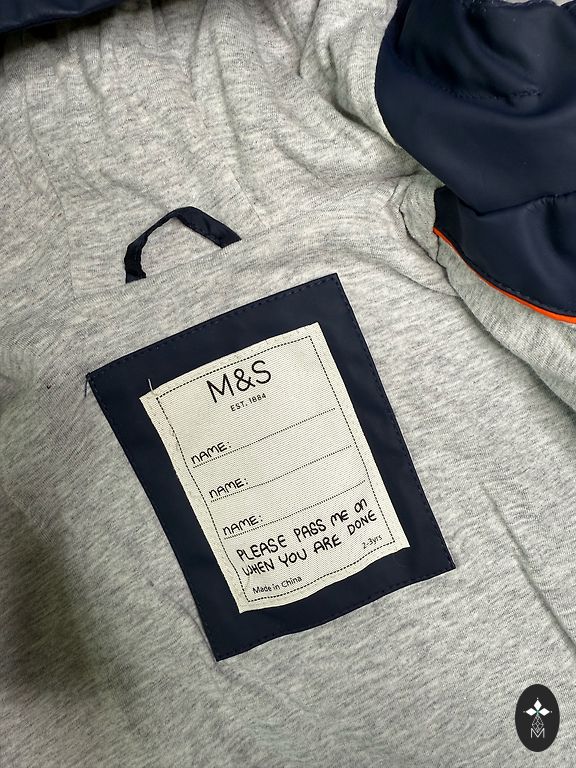 M&S
EST. 1884
NAME:
NAME:
NAME:
PLEASE PASS ME ON
WHEN YOU ARE DONE
2-3yrs
Made in China
M